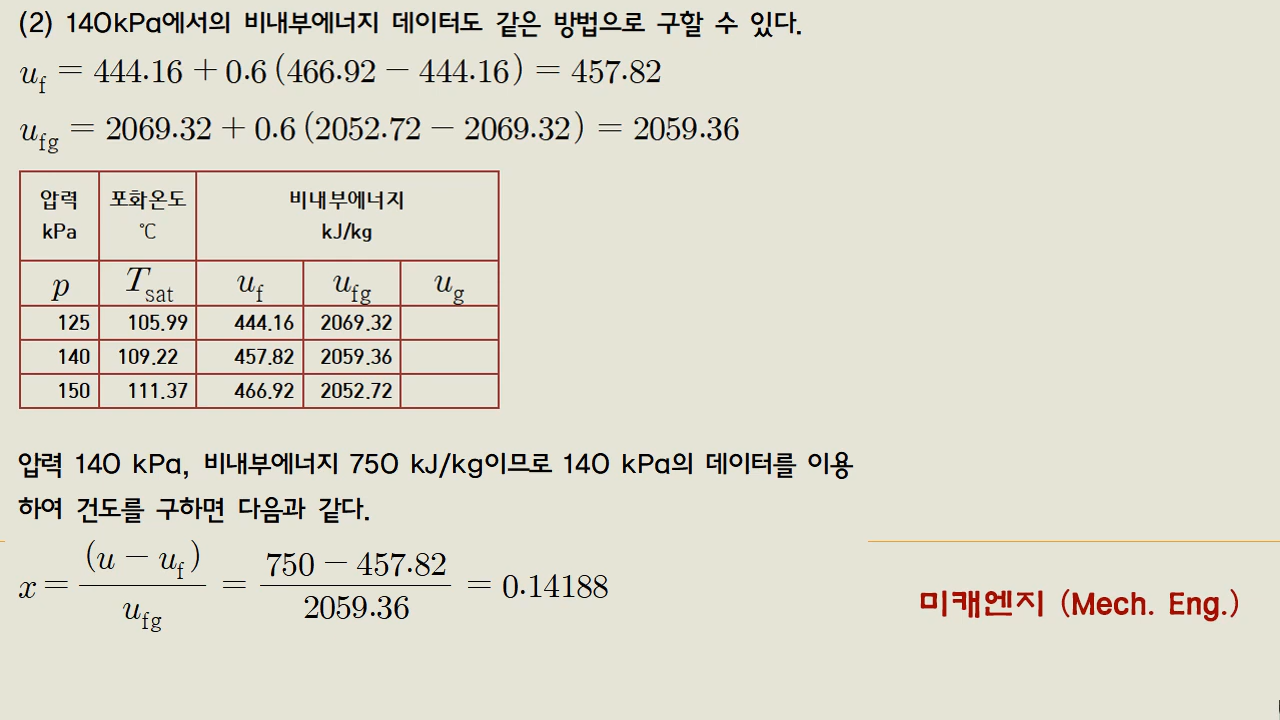 (2) 140kPa에서의 비내부에너지 데이터도 같은 방법으로 구할 수 있다.
u_f = 444.16 + 0.6 (466.92 − 444.16) = 457.82
u_fg = 2069.32 + 0.6 (2052.72 − 2069.32) = 2059.36
압력 포화온도 비내부에너지
kPa ℃ kJ/kg
p T_sat u_f u_fg u_g
125 105.99 444.16 2069.32
140 109.22 457.82 2059.36
150 111.37 466.92 2052.72
압력 140 kPa, 비내부에너지 750 kJ/kg이므로 140 kPa의 데이터를 이용
하여 건도를 구하면 다음과 같다.
x = (u − u_f) / u_fg = (750 − 457.82) / 2059.36 = 0.14188
미캐엔지 (Mech. Eng.)